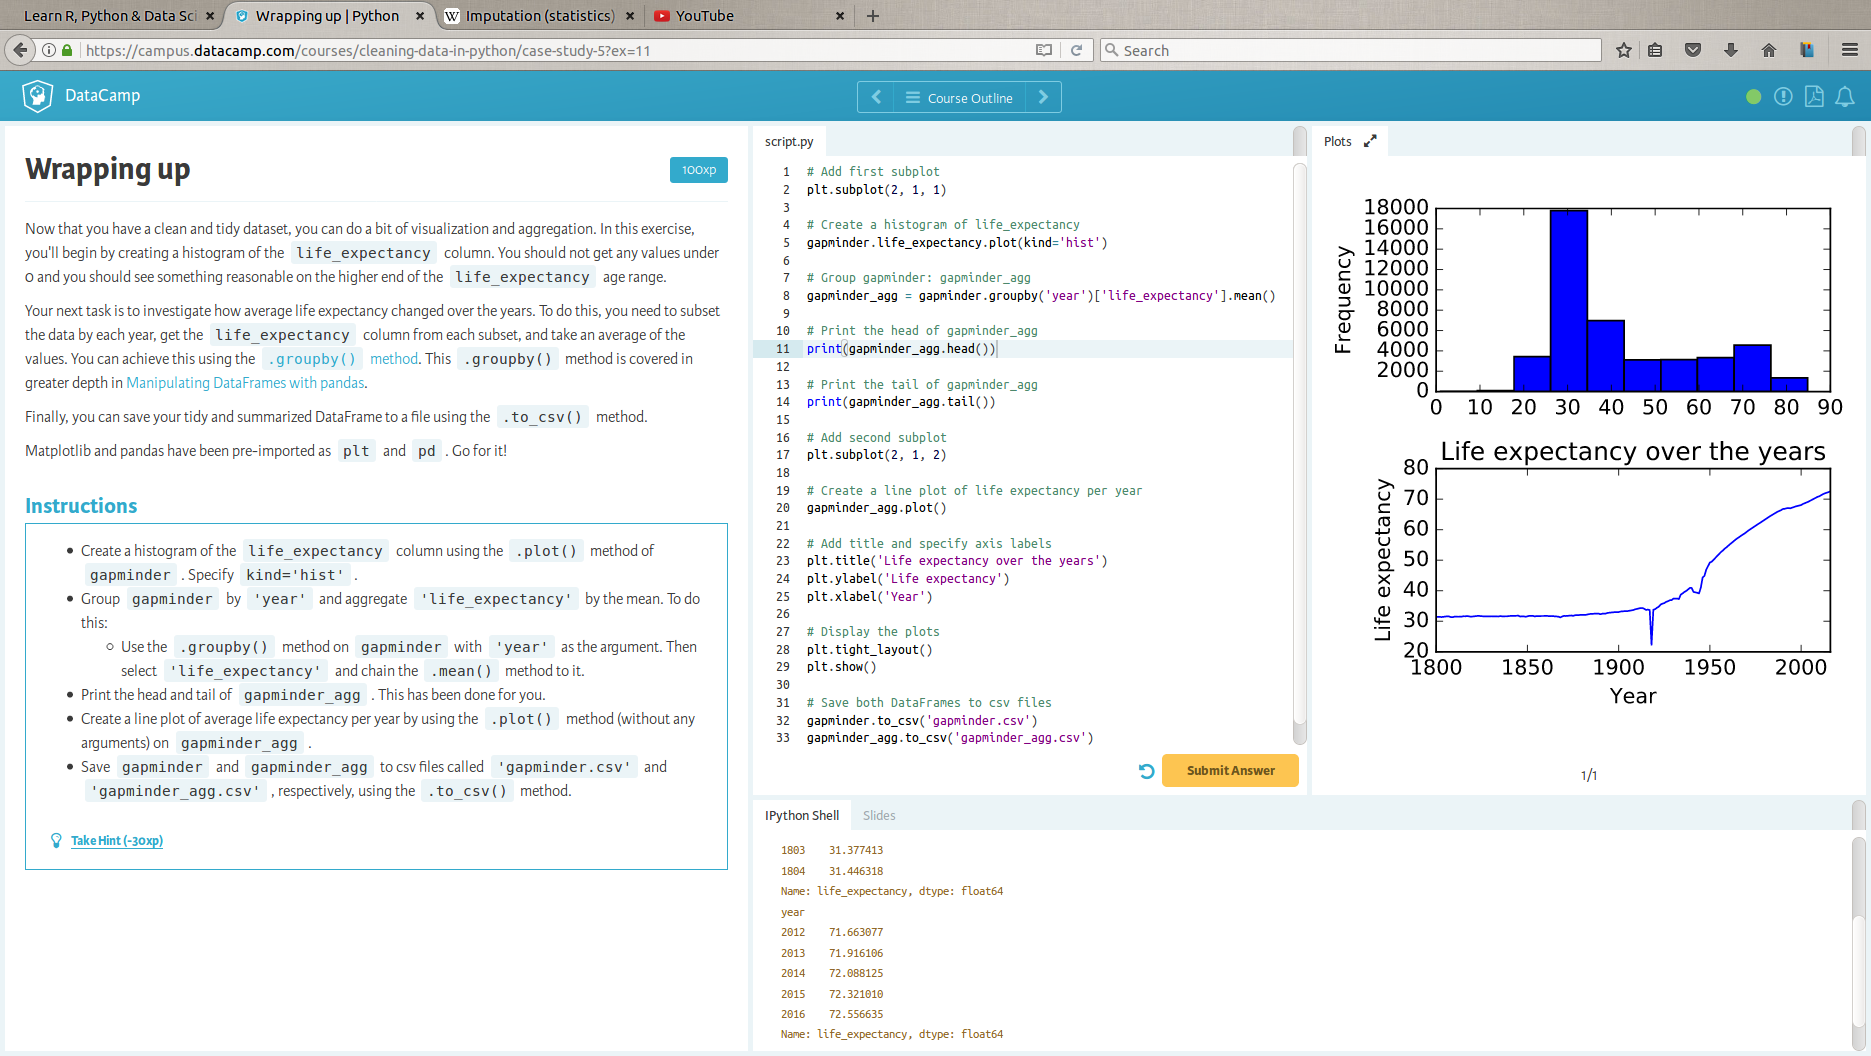 Learn R, Python & Data Sci
Wrapping up | Python
Imputation (statistics)
YouTube
https://campus.datacamp.com/courses/cleaning-data-in-python/case-study-5?ex=11
Search
DataCamp
Course Outline
Wrapping up
100xp
Now that you have a clean and tidy dataset, you can do a bit of visualization and aggregation. In this exercise,
you'll begin by creating a histogram of the life_expectancy column. You should not get any values under
0 and you should see something reasonable on the higher end of the life_expectancy age range.
Your next task is to investigate how average life expectancy changed over the years. To do this, you need to subset
the data by each year, get the life_expectancy column from each subset, and take an average of the
values. You can achieve this using the .groupby() method. This .groupby() method is covered in
greater depth in Manipulating DataFrames with pandas.
Finally, you can save your tidy and summarized DataFrame to a file using the .to_csv() method.
Matplotlib and pandas have been pre-imported as plt and pd . Go for it!
Instructions
Create a histogram of the life_expectancy column using the .plot() method of
gapminder . Specify kind='hist' .
Group gapminder by 'year' and aggregate 'life_expectancy' by the mean. To do
this:
Use the .groupby() method on gapminder with 'year' as the argument. Then
select 'life_expectancy' and chain the .mean() method to it.
Print the head and tail of gapminder_agg . This has been done for you.
Create a line plot of average life expectancy per year by using the .plot() method (without any
arguments) on gapminder_agg .
Save gapminder and gapminder_agg to csv files called 'gapminder.csv' and
'gapminder_agg.csv' , respectively, using the .to_csv() method.
Take Hint (-30xp)
script.py
1 # Add first subplot
2 plt.subplot(2, 1, 1)
3
4 # Create a histogram of life_expectancy
5 gapminder.life_expectancy.plot(kind='hist')
6
7 # Group gapminder: gapminder_agg
8 gapminder_agg = gapminder.groupby('year')['life_expectancy'].mean()
9
10 # Print the head of gapminder_agg
11 print(gapminder_agg.head())
12
13 # Print the tail of gapminder_agg
14 print(gapminder_agg.tail())
15
16 # Add second subplot
17 plt.subplot(2, 1, 2)
18
19 # Create a line plot of life expectancy per year
20 gapminder_agg.plot()
21
22 # Add title and specify axis labels
23 plt.title('Life expectancy over the years')
24 plt.ylabel('Life expectancy')
25 plt.xlabel('Year')
26
27 # Display the plots
28 plt.tight_layout()
29 plt.show()
30
31 # Save both DataFrames to csv files
32 gapminder.to_csv('gapminder.csv')
33 gapminder_agg.to_csv('gapminder_agg.csv')
Submit Answer
Plots
Frequency
18000
16000
14000
12000
10000
8000
6000
4000
2000
0
0 10 20 30 40 50 60 70 80 90
Life expectancy over the years
Life expectancy
80
70
60
50
40
30
20
1800 1850 1900 1950 2000
Year
1/1
IPython Shell
Slides
1803 31.377413
1804 31.446318
Name: life_expectancy, dtype: float64
year
2012 71.663077
2013 71.916106
2014 72.088125
2015 72.321010
2016 72.556635
Name: life_expectancy, dtype: float64